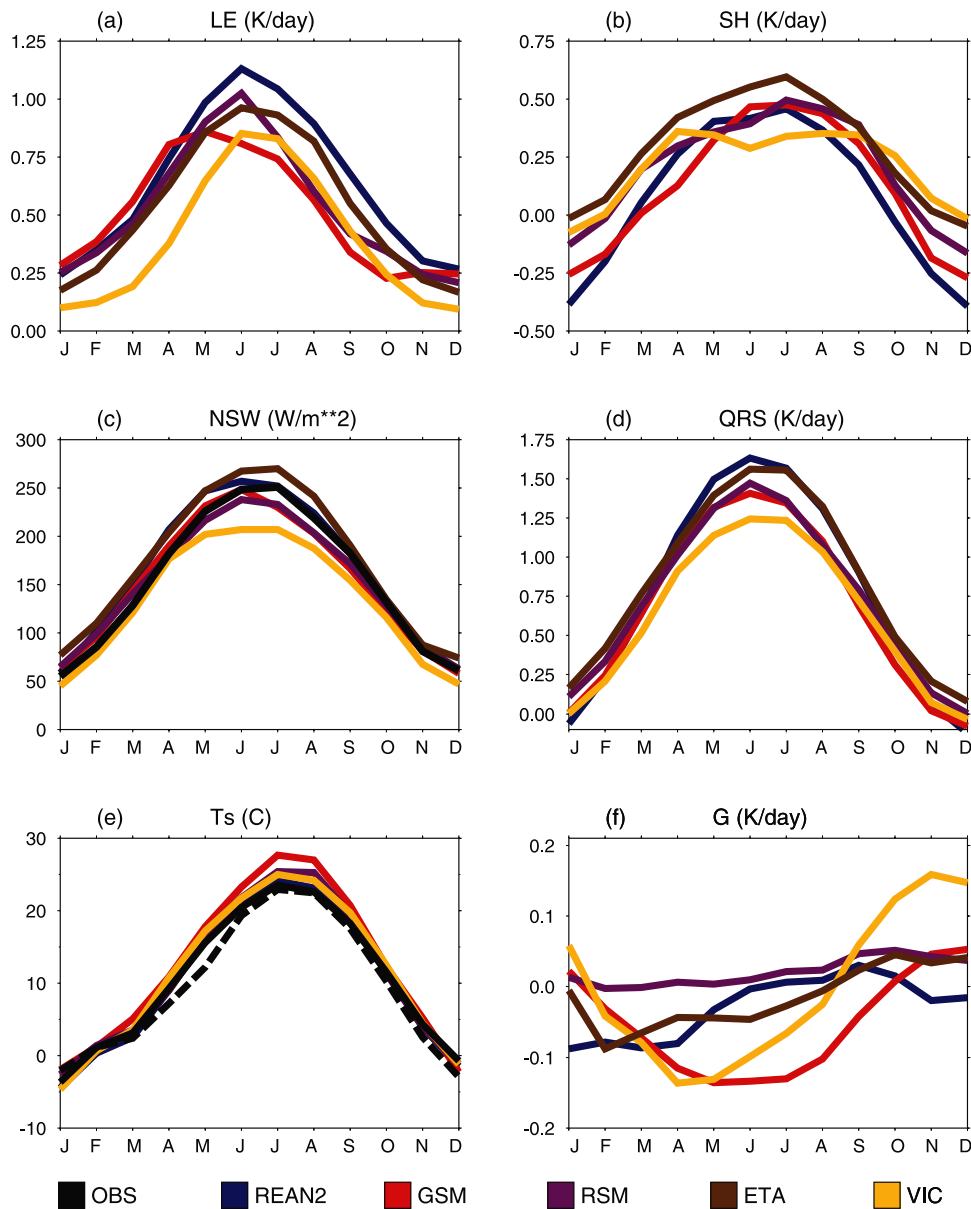 (a) LE (K/day) (b) SH (K/day)
1.25 0.75
1.00 0.50
0.75 0.25
0.50 0.00
0.25 -0.25
0.00 -0.50
J F M A M J J A S O N D J F M A M J J A S O N D
(c) NSW (W/m**2) (d) QRS (K/day)
300 1.75
250 1.50
200 1.25
150 1.00
100 0.75
50 0.50
0 0.25
0.00
J F M A M J J A S O N D J F M A M J J A S O N D
(e) Ts (C) (f) G (K/day)
30 0.2
20 0.1
10 0.0
0 -0.1
-10 -0.2
J F M A M J J A S O N D J F M A M J J A S O N D
OBS REAN2 GSM RSM ETA VIC